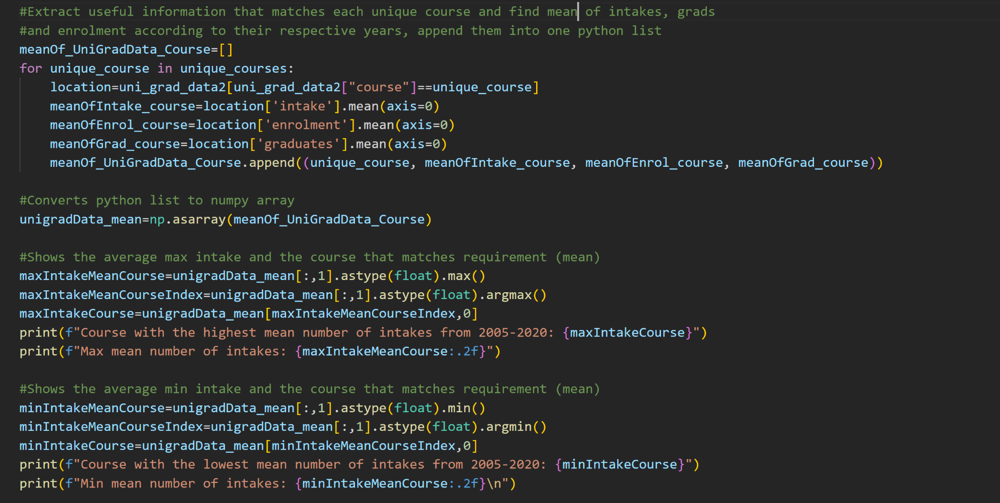 #Extract useful information that matches each unique course and find mean of intakes, grads
#and enrolment according to their respective years, append them into one python list
meanOf_UniGradData_Course=[]
for unique_course in unique_courses:
    location=uni_grad_data2[uni_grad_data2["course"]==unique_course]
    meanOfIntake_course=location['intake'].mean(axis=0)
    meanOfEnrol_course=location['enrolment'].mean(axis=0)
    meanOfGrad_course=location['graduates'].mean(axis=0)
    meanOf_UniGradData_Course.append((unique_course, meanOfIntake_course, meanOfEnrol_course, meanOfGrad_course))

#Converts python list to numpy array
unigradData_mean=np.asarray(meanOf_UniGradData_Course)

#Shows the average max intake and the course that matches requirement (mean)
maxIntakeMeanCourse=unigradData_mean[:,1].astype(float).max()
maxIntakeMeanCourseIndex=unigradData_mean[:,1].astype(float).argmax()
maxIntakeCourse=unigradData_mean[maxIntakeMeanCourseIndex,0]
print(f"Course with the highest mean number of intakes from 2005-2020: {maxIntakeCourse}")
print(f"Max mean number of intakes: {maxIntakeMeanCourse:.2f}")

#Shows the average min intake and the course that matches requirement (mean)
minIntakeMeanCourse=unigradData_mean[:,1].astype(float).min()
minIntakeMeanCourseIndex=unigradData_mean[:,1].astype(float).argmin()
minIntakeCourse=unigradData_mean[minIntakeMeanCourseIndex,0]
print(f"Course with the lowest mean number of intakes from 2005-2020: {minIntakeCourse}")
print(f"Min mean number of intakes: {minIntakeMeanCourse:.2f}\n")